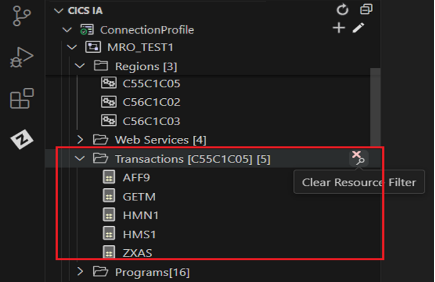 CICS IA
ConnectionProfile
MRO_TEST1
Regions [3]
C55C1C05
C56C1C02
C56C1C03
Web Services [4]
Transactions [C55C1C05] [5]
Clear Resource Filter
AFF9
GETM
HMN1
HMS1
ZXAS
Programs[16]